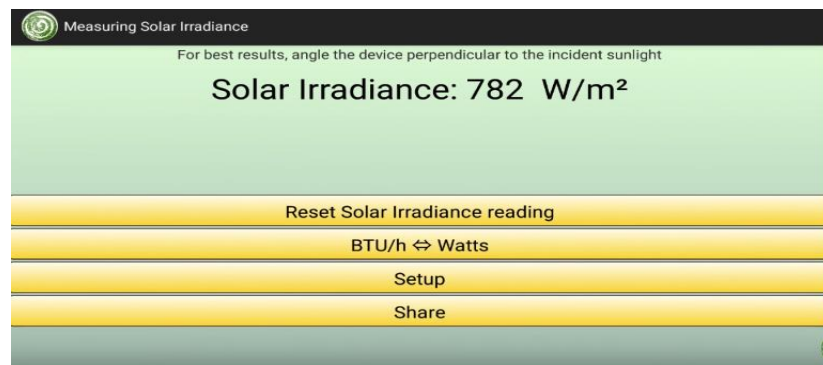 Measuring Solar Irradiance
For best results, angle the device perpendicular to the incident sunlight
Solar Irradiance: 782 W/m²
Reset Solar Irradiance reading
BTU/h ⇔ Watts
Setup
Share